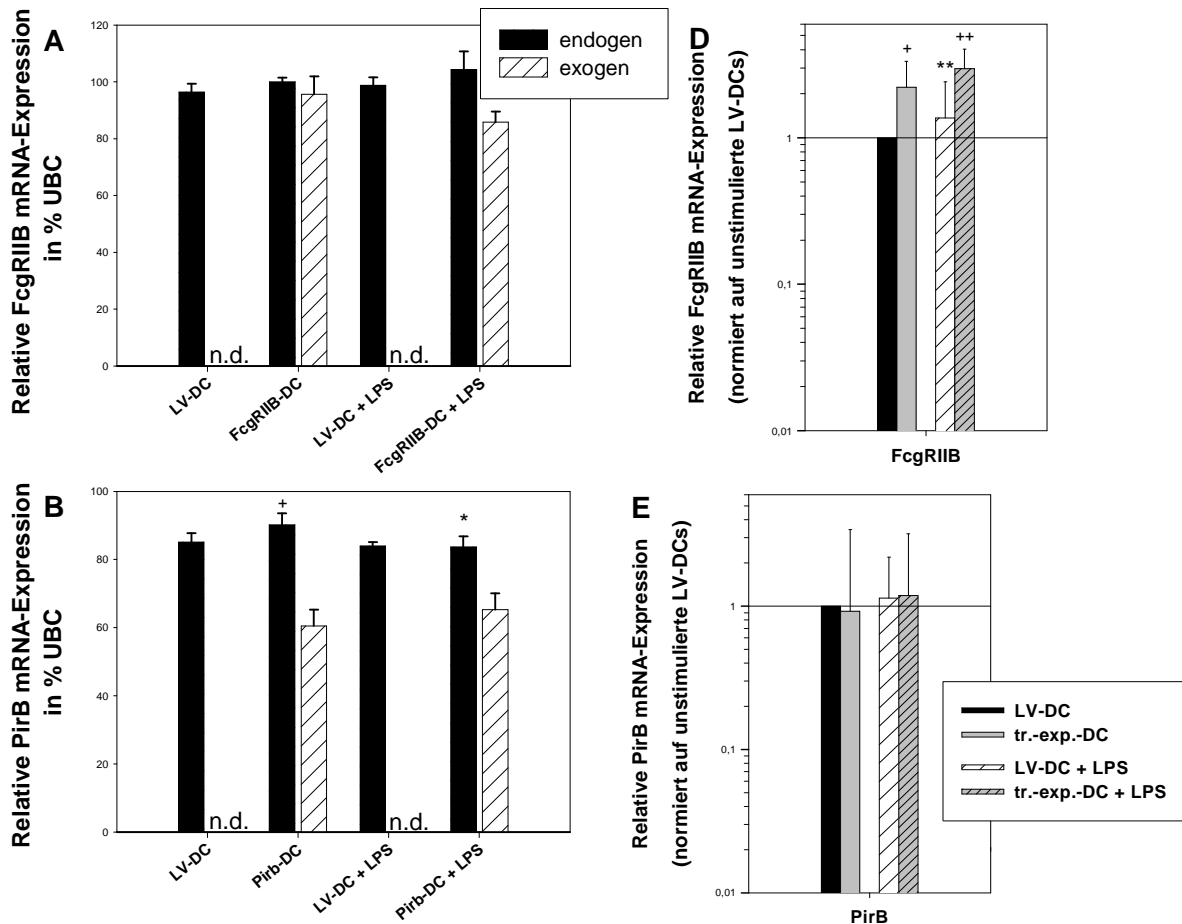 A
Relative FcgRIIB mRNA-Expression
in % UBC
120
100
80
60
40
20
0
n.d.
n.d.
LV-DC
FcgRIIB-DC
LV-DC + LPS
FcgRIIB-DC + LPS
endogen
exogen
D
Relative FcgRIIB mRNA-Expression
(normiert auf unstimulierte LV-DCs)
1
0,1
0,01
+
**
++
FcgRIIB
B
Relative PirB mRNA-Expression
in % UBC
100
80
60
40
20
0
+
*
n.d.
n.d.
LV-DC
Pirb-DC
LV-DC + LPS
Pirb-DC + LPS
E
Relative PirB mRNA-Expression
(normiert auf unstimulierte LV-DCs)
1
0,1
0,01
PirB
LV-DC
tr.-exp.-DC
LV-DC + LPS
tr.-exp.-DC + LPS